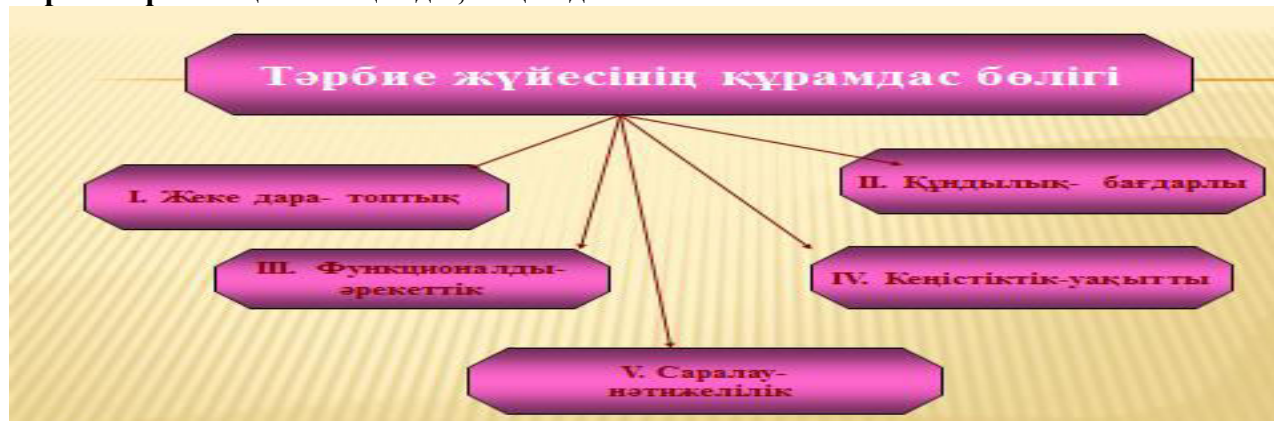 Тәрбие жүйесінің құрамдас бөлігі
I. Жеке дара- топтық
II. Құндылық- бағдарлы
III. Функционалды-
әрекеттік
IV. Кеңістіктік-уақытты
V. Саралау-
нәтижелілік